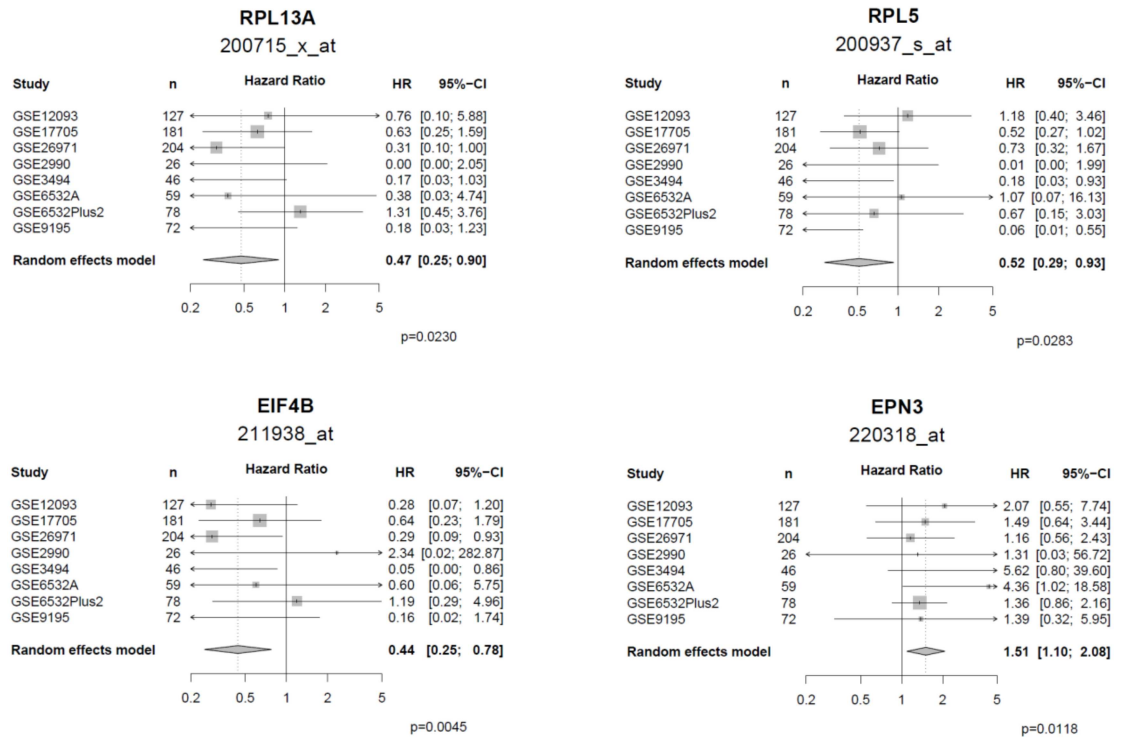 RPL13A
200715_x_at
Study n Hazard Ratio HR 95%−CI
GSE12093 127 0.76 [0.10; 5.88]
GSE17705 181 0.63 [0.25; 1.59]
GSE26971 204 0.31 [0.10; 1.00]
GSE2990 26 0.00 [0.00; 2.05]
GSE3494 46 0.17 [0.03; 1.03]
GSE6532A 59 0.38 [0.03; 4.74]
GSE6532Plus2 78 1.31 [0.45; 3.76]
GSE9195 72 0.18 [0.03; 1.23]
Random effects model 0.47 [0.25; 0.90]
0.2 0.5 1 2 5
p=0.0230
RPL5
200937_s_at
Study n Hazard Ratio HR 95%−CI
GSE12093 127 1.18 [0.40; 3.46]
GSE17705 181 0.52 [0.27; 1.02]
GSE26971 204 0.73 [0.32; 1.67]
GSE2990 26 0.01 [0.00; 1.99]
GSE3494 46 0.18 [0.03; 0.93]
GSE6532A 59 1.07 [0.07; 16.13]
GSE6532Plus2 78 0.67 [0.15; 3.03]
GSE9195 72 0.06 [0.01; 0.55]
Random effects model 0.52 [0.29; 0.93]
0.2 0.5 1 2 5
p=0.0283
EIF4B
211938_at
Study n Hazard Ratio HR 95%−CI
GSE12093 127 0.28 [0.07; 1.20]
GSE17705 181 0.64 [0.23; 1.79]
GSE26971 204 0.29 [0.09; 0.93]
GSE2990 26 2.34 [0.02; 282.87]
GSE3494 46 0.05 [0.00; 0.86]
GSE6532A 59 0.60 [0.06; 5.75]
GSE6532Plus2 78 1.19 [0.29; 4.96]
GSE9195 72 0.16 [0.02; 1.74]
Random effects model 0.44 [0.25; 0.78]
0.2 0.5 1 2 5
p=0.0045
EPN3
220318_at
Study n Hazard Ratio HR 95%−CI
GSE12093 127 2.07 [0.55; 7.74]
GSE17705 181 1.49 [0.64; 3.44]
GSE26971 204 1.16 [0.56; 2.43]
GSE2990 26 1.31 [0.03; 56.72]
GSE3494 46 5.62 [0.80; 39.60]
GSE6532A 59 4.36 [1.02; 18.58]
GSE6532Plus2 78 1.36 [0.86; 2.16]
GSE9195 72 1.39 [0.32; 5.95]
Random effects model 1.51 [1.10; 2.08]
0.2 0.5 1 2 5
p=0.0118